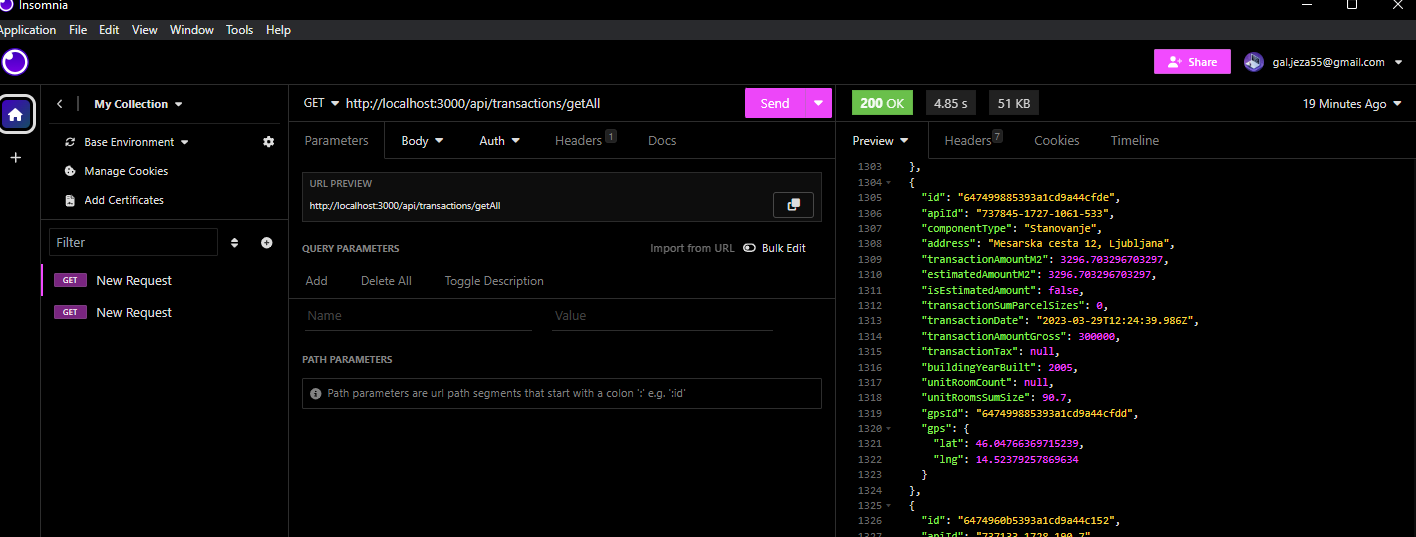 Insomnia
Application File Edit View Window Tools Help
Share gal.jeza55@gmail.com
My Collection
Base Environment
Manage Cookies
Add Certificates
Filter
GET New Request
GET New Request
GET http://localhost:3000/api/transactions/getAll Send
Parameters Body Auth Headers 1 Docs
URL PREVIEW
http://localhost:3000/api/transactions/getAll
QUERY PARAMETERS Import from URL Bulk Edit
Add Delete All Toggle Description
Name Value
PATH PARAMETERS
Path parameters are url path segments that start with a colon ':' e.g. ':id'
200 OK 4.85 s 51 KB 19 Minutes Ago
Preview Headers 7 Cookies Timeline
1303 },
1304 {
1305 "id": "647499885393a1cd9a44cfde",
1306 "apiId": "737845-1727-1061-533",
1307 "componentType": "Stanovanje",
1308 "address": "Mesarska cesta 12, Ljubljana",
1309 "transactionAmountM2": 3296.703296703297,
1310 "estimatedAmountM2": 3296.703296703297,
1311 "isEstimatedAmount": false,
1312 "transactionSumParcelSizes": 0,
1313 "transactionDate": "2023-03-29T12:24:39.986Z",
1314 "transactionAmountGross": 300000,
1315 "transactionTax": null,
1316 "buildingYearBuilt": 2005,
1317 "unitRoomCount": null,
1318 "unitRoomsSumSize": 90.7,
1319 "gpsId": "647499885393a1cd9a44cfdd",
1320 "gps": {
1321 "lat": 46.04766369715239,
1322 "lng": 14.52379257869634
1323 }
1324 },
1325 {
1326 "id": "6474960b5393a1cd9a44c152",
1327 "apiId": "737133-1728-190-7"